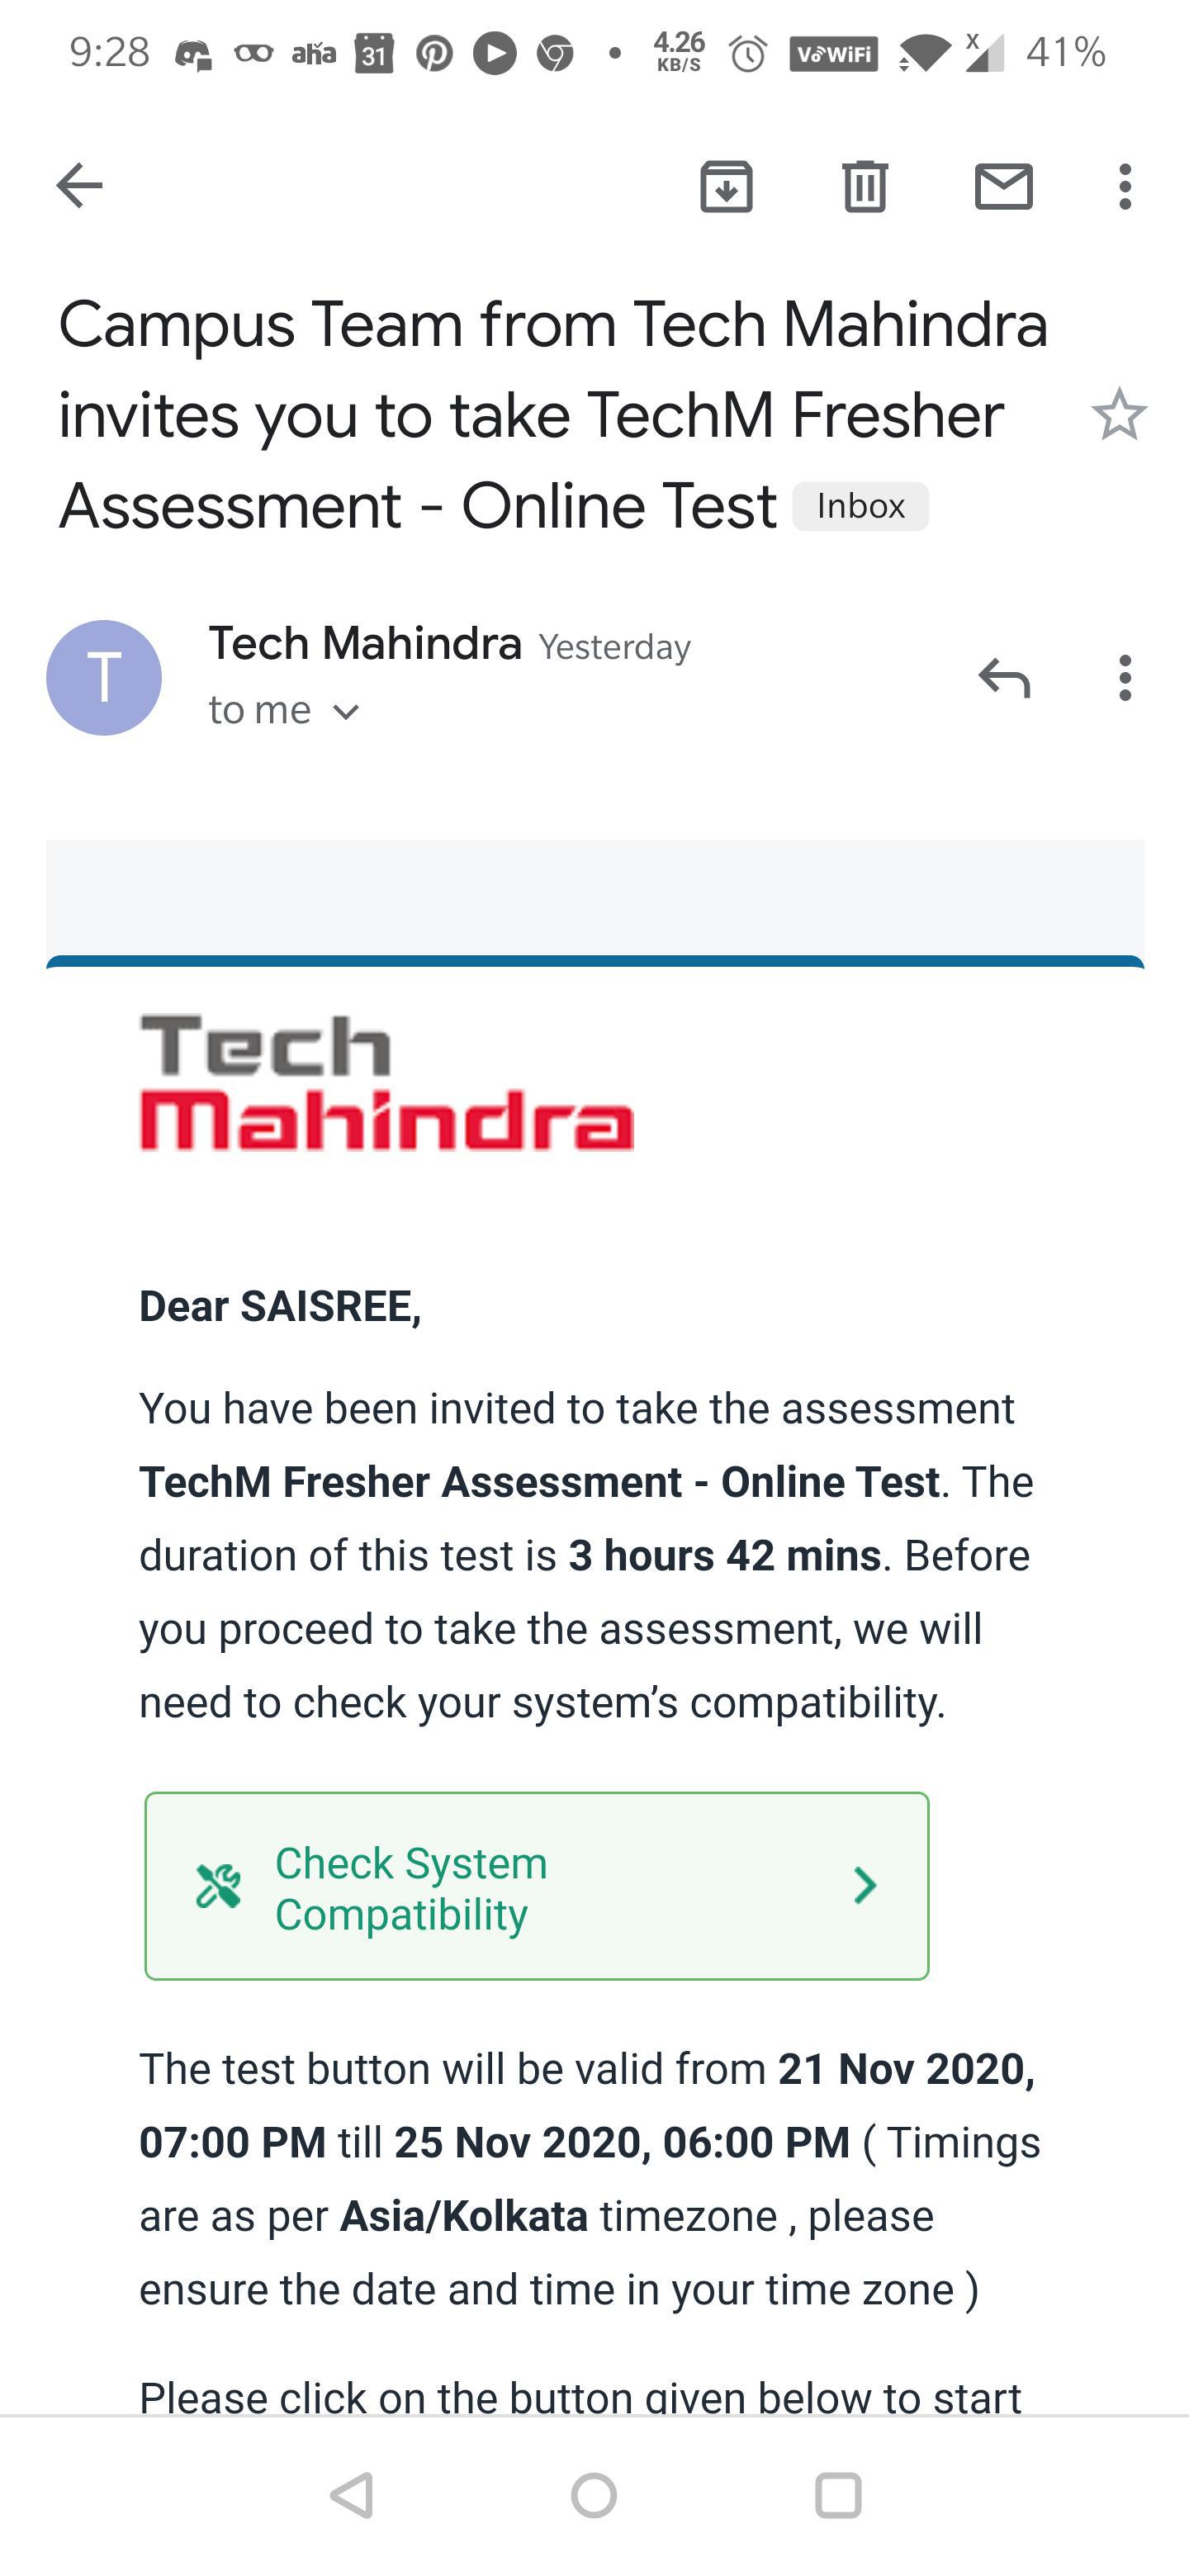 9:28 aha 31 4.26 KB/S VoWiFi X 41%
Campus Team from Tech Mahindra
invites you to take TechM Fresher
Assessment - Online Test Inbox
T
Tech Mahindra Yesterday
to me
Tech
Mahindra
Dear SAISREE,
You have been invited to take the assessment
TechM Fresher Assessment - Online Test. The
duration of this test is 3 hours 42 mins. Before
you proceed to take the assessment, we will
need to check your system’s compatibility.
Check System
Compatibility
The test button will be valid from 21 Nov 2020,
07:00 PM till 25 Nov 2020, 06:00 PM ( Timings
are as per Asia/Kolkata timezone , please
ensure the date and time in your time zone )
Please click on the button given below to start